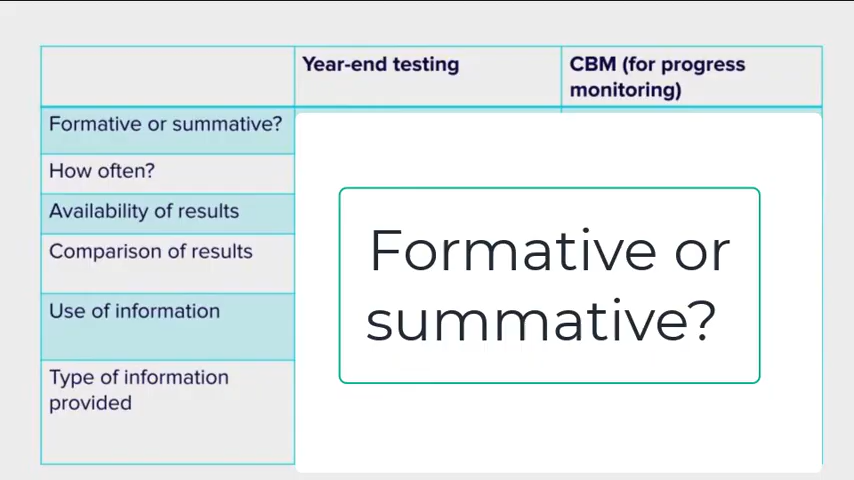 Year-end testing
CBM (for progress
monitoring)
Formative or summative?
How often?
Availability of results
Comparison of results
Use of information
Type of information
provided
Formative or
summative?